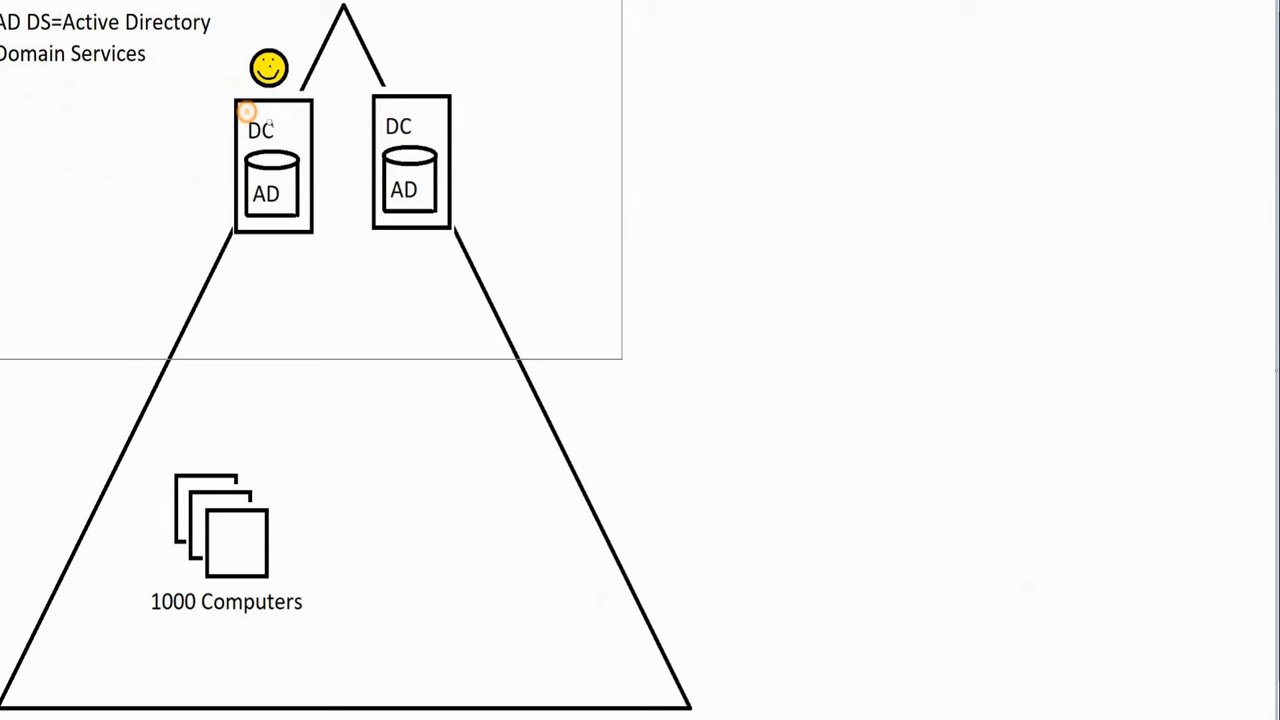 AD DS=Active Directory
Domain Services
DC
DC
AD
AD
1000 Computers